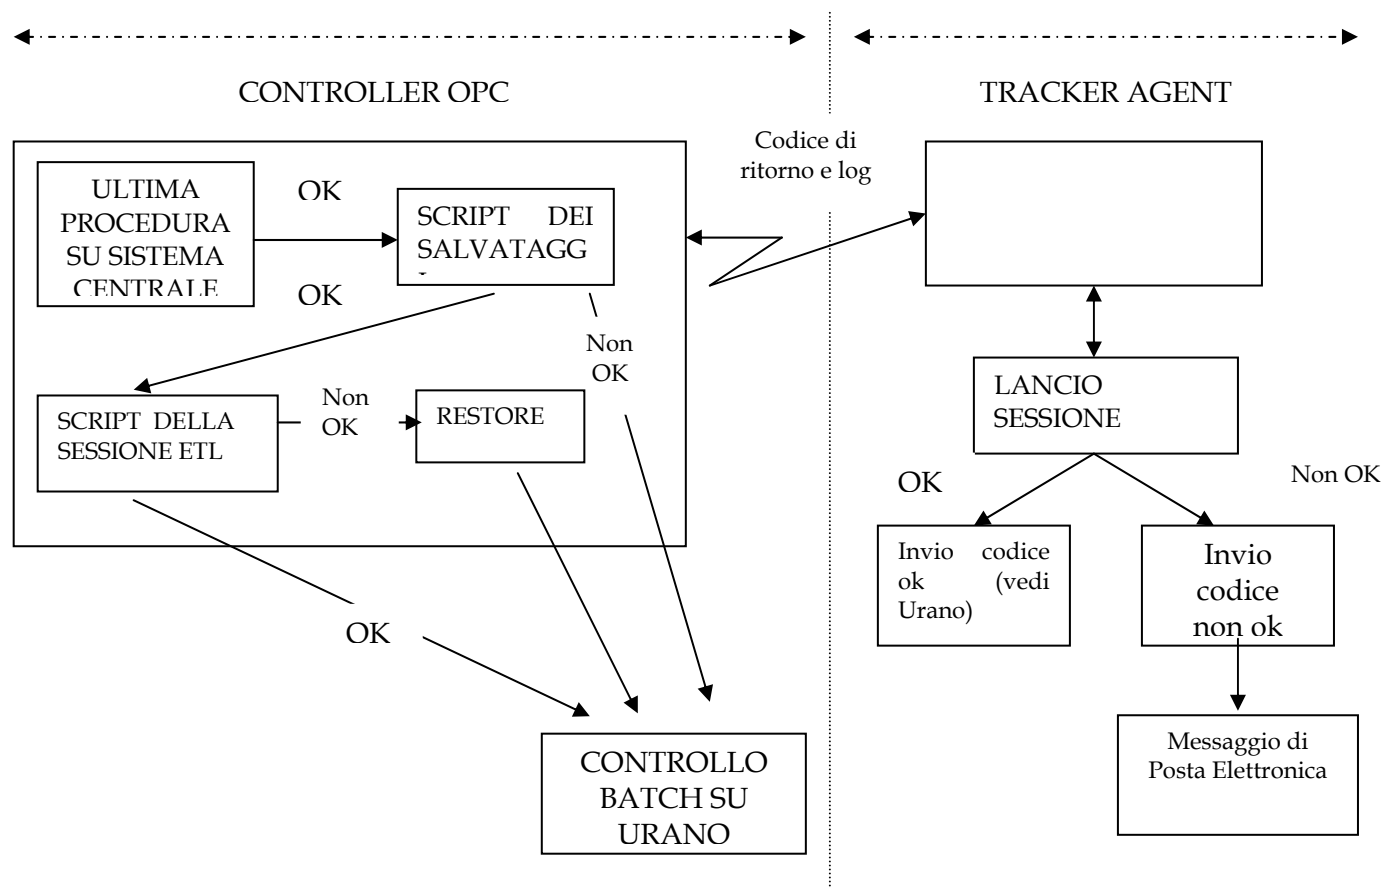 CONTROLLER OPC
TRACKER AGENT
Codice di
ritorno e log
ULTIMA
PROCEDURA
SU SISTEMA
CENTRALE
OK
SCRIPT DEI
SALVATAGG
OK
Non
OK
SCRIPT DELLA
SESSIONE ETL
Non
OK
RESTORE
OK
CONTROLLO
BATCH SU
URANO
LANCIO
SESSIONE
OK
Non OK
Invio codice
ok (vedi
Urano)
Invio
codice
non ok
Messaggio di
Posta Elettronica